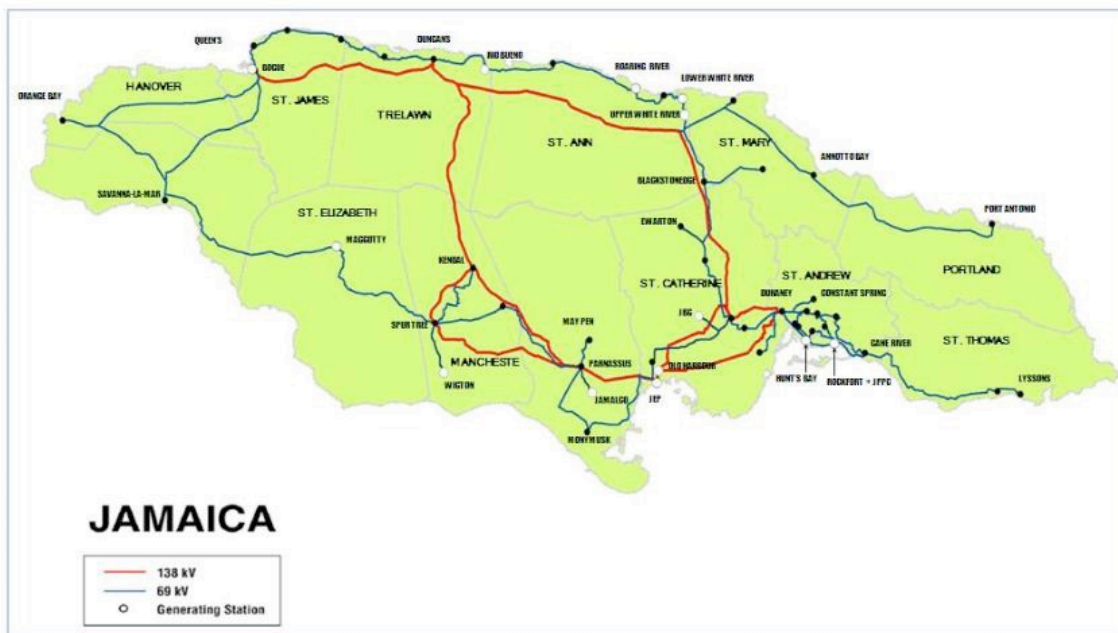 QUEEN'S
DUNCANS
RIO BUENO
BOGUE
ROARING RIVER
LOWER WHITE RIVER
HANOVER
ORANGE BAY
ST. JAMES
TRELAWN
UPPER WHITE RIVER
ST. ANN
ST. MARY
ANNOTTO BAY
BLACKSTONEDGE
SAVANNA-LA-MAR
ST. ELIZABETH
EWARTON
PORT ANTONIO
MAGGOTTY
KENDAL
ST. CATHERINE
ST. ANDREW
PORTLAND
DUHANEY
CONSTANT SPRING
JEG
SPUR TREE
MAY PEN
CANE RIVER
ST. THOMAS
MANCHESTE
PARNASSUS
OLD HARBOUR
HUNT'S BAY
ROCKFORT + JPPC
LYSSONS
WIGTON
JAMALCO
JEP
MONYMUSK
JAMAICA
138 kV
69 kV
Generating Station